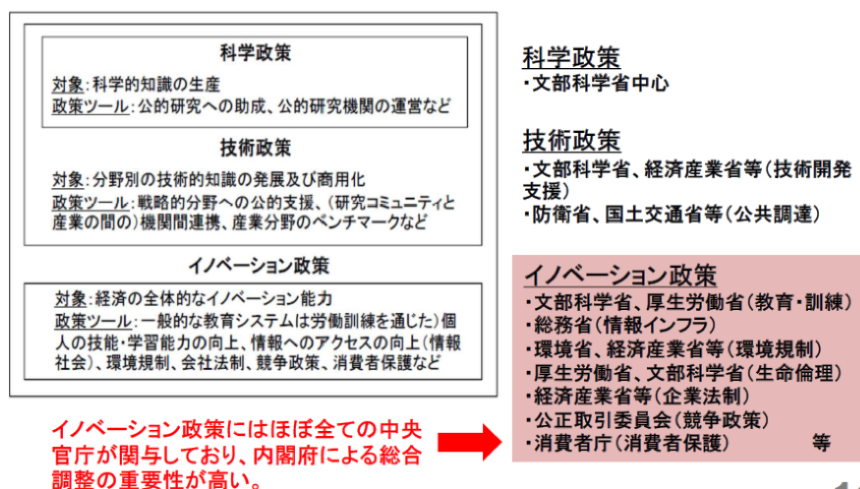 科学政策
対象:科学的知識の生産
政策ツール:公的研究への助成、公的研究機関の運営など
技術政策
対象:分野別の技術的知識の発展及び商用化
政策ツール:戦略的分野への公的支援、(研究コミュニティと
産業の間の)機関間連携、産業分野のベンチマークなど
イノベーション政策
対象:経済の全体的なイノベーション能力
政策ツール:一般的な教育システムは労働訓練を通じた)個
人の技能・学習能力の向上、情報へのアクセスの向上(情報
社会)、環境規制、会社法制、競争政策、消費者保護など
イノベーション政策にはほぼ全ての中央
官庁が関与しており、内閣府による総合
調整の重要性が高い。
科学政策
・文部科学省中心
技術政策
・文部科学省、経済産業省等(技術開発
支援)
・防衛省、国土交通省等(公共調達)
イノベーション政策
・文部科学省、厚生労働省(教育・訓練)
・総務省(情報インフラ)
・環境省、経済産業省等(環境規制)
・厚生労働省、文部科学省(生命倫理)
・経済産業省等(企業法制)
・公正取引委員会(競争政策)
・消費者庁(消費者保護) 等